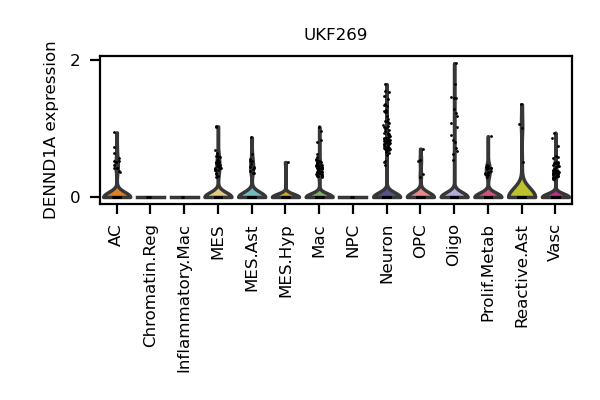 UKF269
DENND1A expression
2
0
AC
Chromatin.Reg
Inflammatory.Mac
MES
MES.Ast
MES.Hyp
Mac
NPC
Neuron
OPC
Oligo
Prolif.Metab
Reactive.Ast
Vasc